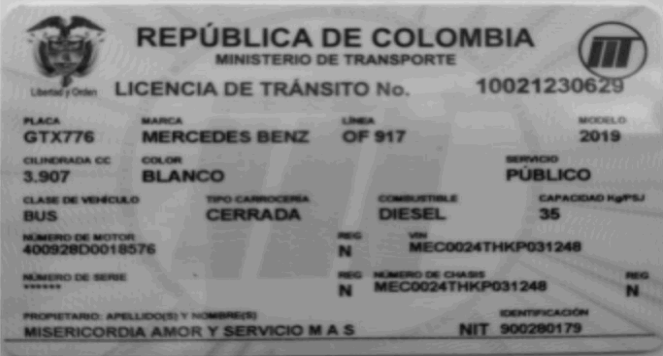 REPÚBLICA DE COLOMBIA
MINISTERIO DE TRANSPORTE
Libertad y Orden
LICENCIA DE TRÁNSITO No. 10021230629
PLACA MARCA LÍNEA MODELO
GTX776 MERCEDES BENZ OF 917 2019
CILINDRADA CC COLOR SERVICIO
3.907 BLANCO PÚBLICO
CLASE DE VEHÍCULO TIPO CARROCERÍA COMBUSTIBLE CAPACIDAD Kg/PSJ
BUS CERRADA DIESEL 35
NÚMERO DE MOTOR REG VIN
400928D0018576 N MEC0024THKP031248
NÚMERO DE SERIE REG NÚMERO DE CHASIS REG
****** N MEC0024THKP031248 N
PROPIETARIO: APELLIDO(S) Y NOMBRE(S) IDENTIFICACIÓN
MISERICORDIA AMOR Y SERVICIO M A S NIT 900280179